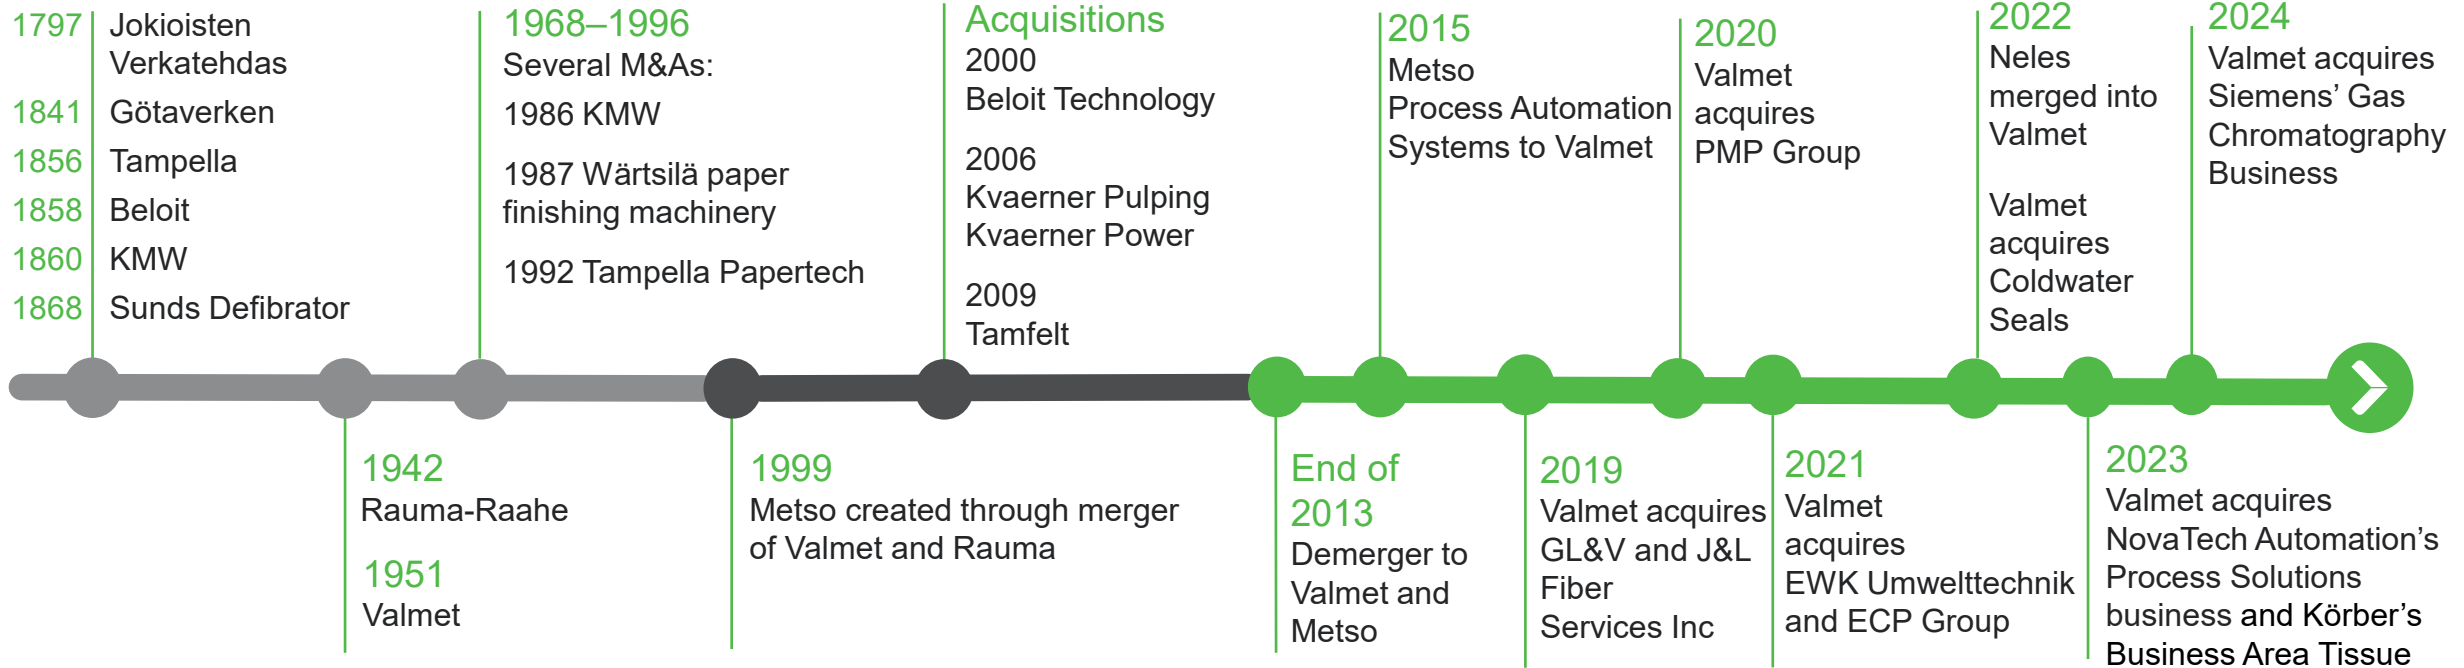 1797 Jokioisten
Verkatehdas
1841 Götaverken
1856 Tampella
1858 Beloit
1860 KMW
1868 Sunds Defibrator
1942
Rauma-Raahe
1951
Valmet
1968–1996
Several M&As:
1986 KMW
1987 Wärtsilä paper
finishing machinery
1992 Tampella Papertech
1999
Metso created through merger
of Valmet and Rauma
Acquisitions
2000
Beloit Technology
2006
Kvaerner Pulping
Kvaerner Power
2009
Tamfelt
End of
2013
Demerger to
Valmet and
Metso
2015
Metso
Process Automation
Systems to Valmet
2019
Valmet acquires
GL&V and J&L
Fiber
Services Inc
2020
Valmet
acquires
PMP Group
2021
Valmet
acquires
EWK Umwelttechnik
and ECP Group
2022
Neles
merged into
Valmet
Valmet
acquires
Coldwater
Seals
2023
Valmet acquires
NovaTech Automation’s
Process Solutions
business and Körber’s
Business Area Tissue
2024
Valmet acquires
Siemens’ Gas
Chromatography
Business